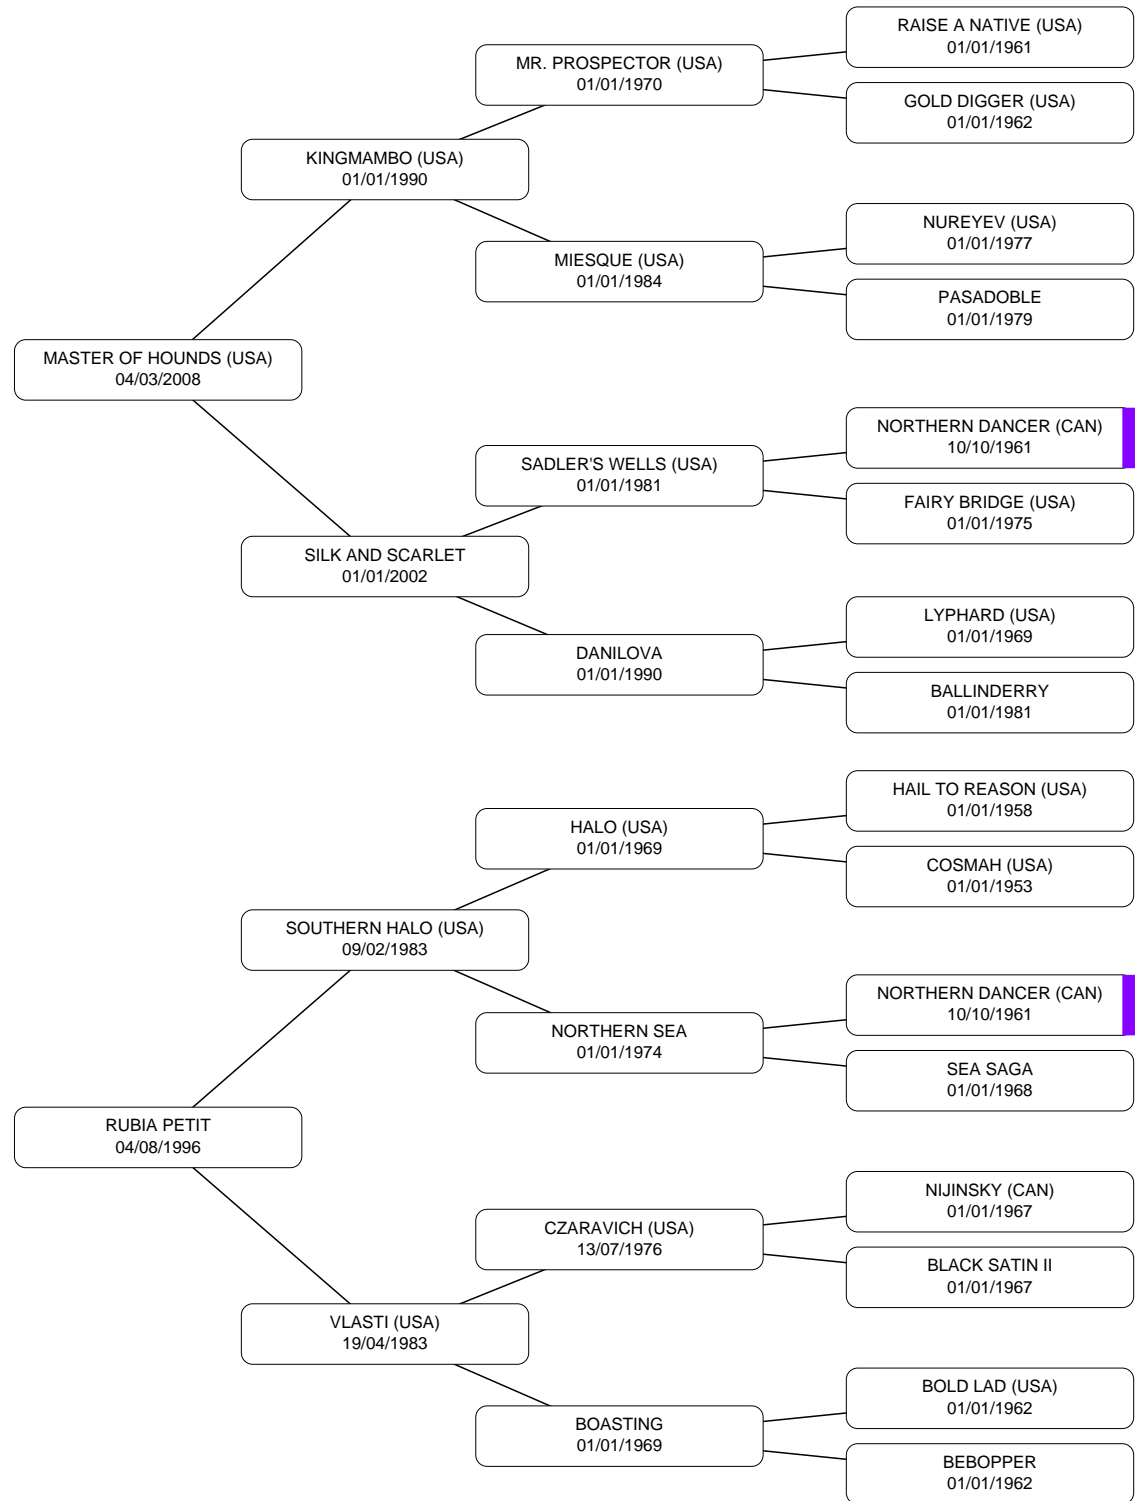 RAISE A NATIVE (USA)
01/01/1961
MR. PROSPECTOR (USA)
01/01/1970
GOLD DIGGER (USA)
01/01/1962
KINGMAMBO (USA)
01/01/1990
NUREYEV (USA)
01/01/1977
MIESQUE (USA)
01/01/1984
PASADOBLE
01/01/1979
MASTER OF HOUNDS (USA)
04/03/2008
NORTHERN DANCER (CAN)
10/10/1961
SADLER'S WELLS (USA)
01/01/1981
FAIRY BRIDGE (USA)
01/01/1975
SILK AND SCARLET
01/01/2002
LYPHARD (USA)
01/01/1969
DANILOVA
01/01/1990
BALLINDERRY
01/01/1981
HAIL TO REASON (USA)
01/01/1958
HALO (USA)
01/01/1969
COSMAH (USA)
01/01/1953
SOUTHERN HALO (USA)
09/02/1983
NORTHERN DANCER (CAN)
10/10/1961
NORTHERN SEA
01/01/1974
SEA SAGA
01/01/1968
RUBIA PETIT
04/08/1996
NIJINSKY (CAN)
01/01/1967
CZARAVICH (USA)
13/07/1976
BLACK SATIN II
01/01/1967
VLASTI (USA)
19/04/1983
BOLD LAD (USA)
01/01/1962
BOASTING
01/01/1969
BEBOPPER
01/01/1962